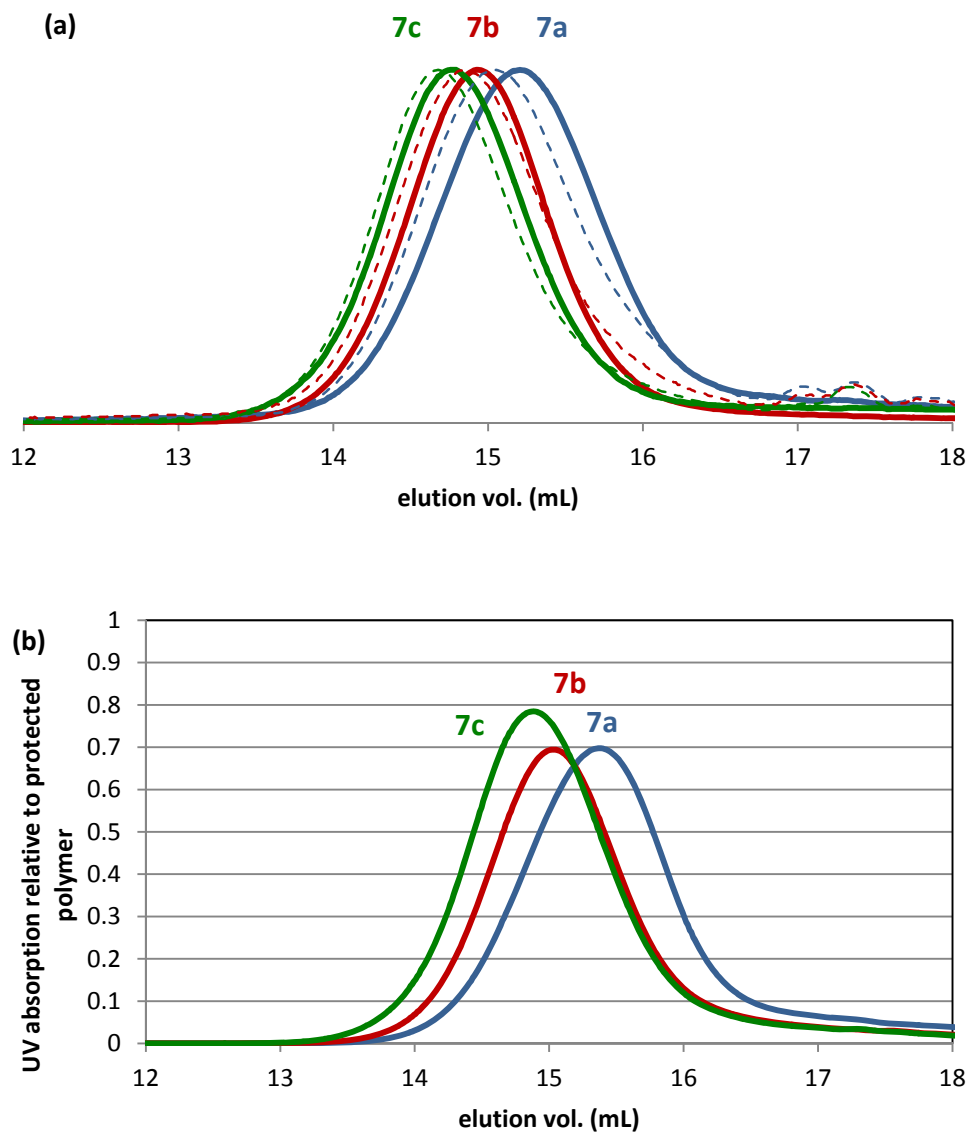 (a)
7c 7b 7a
12 13 14 15 16 17 18
elution vol. (mL)
(b)
UV absorption relative to protected
polymer
1
0.9
0.8
0.7
0.6
0.5
0.4
0.3
0.2
0.1
0
7b
7c 7a
12 13 14 15 16 17 18
elution vol. (mL)